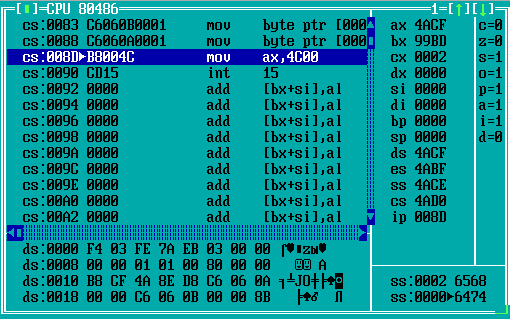 [■]=CPU 80486 1=[↑][↓]
cs:0083 C6060B0001 mov byte ptr [000
cs:0088 C6060A0001 mov byte ptr [000
cs:008D►B8004C mov ax,4C00
cs:0090 CD15 int 15
cs:0092 0000 add [bx+si],al
cs:0094 0000 add [bx+si],al
cs:0096 0000 add [bx+si],al
cs:0098 0000 add [bx+si],al
cs:009A 0000 add [bx+si],al
cs:009C 0000 add [bx+si],al
cs:009E 0000 add [bx+si],al
cs:00A0 0000 add [bx+si],al
cs:00A2 0000 add [bx+si],al
ax 4ACF c=0
bx 99BD z=0
cx 0002 s=1
dx 0000 o=1
si 0000 p=1
di 0000 a=1
bp 0000 i=1
sp 0000 d=0
ds 4ACF
es 4ABF
ss 4ACE
cs 4AD0
ip 008D
ds:0000 F4 03 FE 7A EB 03 00 00
ds:0008 00 00 01 01 00 80 00 00
ds:0010 B8 CF 4A 8E D8 C6 06 0A
ds:0018 00 00 C6 06 0B 00 00 8B
ss:0002 6568
ss:0000►6474